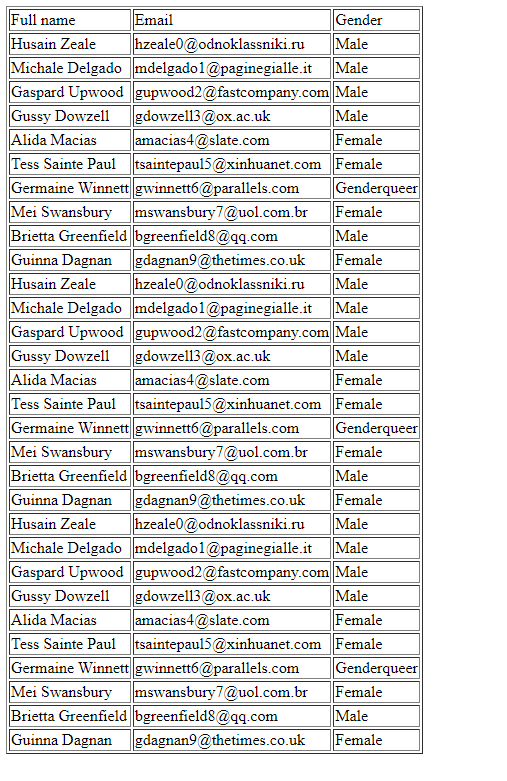 Full name Email Gender
Husain Zeale hzeale0@odnoklassniki.ru Male
Michale Delgado mdelgado1@paginegialle.it Male
Gaspard Upwood gupwood2@fastcompany.com Male
Gussy Dowzell gdowzell3@ox.ac.uk Male
Alida Macias amacias4@slate.com Female
Tess Sainte Paul tsaintepaul5@xinhuanet.com Female
Germaine Winnett gwinnett6@parallels.com Genderqueer
Mei Swansbury mswansbury7@uol.com.br Female
Brietta Greenfield bgreenfield8@qq.com Male
Guinna Dagnan gdagnan9@thetimes.co.uk Female
Husain Zeale hzeale0@odnoklassniki.ru Male
Michale Delgado mdelgado1@paginegialle.it Male
Gaspard Upwood gupwood2@fastcompany.com Male
Gussy Dowzell gdowzell3@ox.ac.uk Male
Alida Macias amacias4@slate.com Female
Tess Sainte Paul tsaintepaul5@xinhuanet.com Female
Germaine Winnett gwinnett6@parallels.com Genderqueer
Mei Swansbury mswansbury7@uol.com.br Female
Brietta Greenfield bgreenfield8@qq.com Male
Guinna Dagnan gdagnan9@thetimes.co.uk Female
Husain Zeale hzeale0@odnoklassniki.ru Male
Michale Delgado mdelgado1@paginegialle.it Male
Gaspard Upwood gupwood2@fastcompany.com Male
Gussy Dowzell gdowzell3@ox.ac.uk Male
Alida Macias amacias4@slate.com Female
Tess Sainte Paul tsaintepaul5@xinhuanet.com Female
Germaine Winnett gwinnett6@parallels.com Genderqueer
Mei Swansbury mswansbury7@uol.com.br Female
Brietta Greenfield bgreenfield8@qq.com Male
Guinna Dagnan gdagnan9@thetimes.co.uk Female